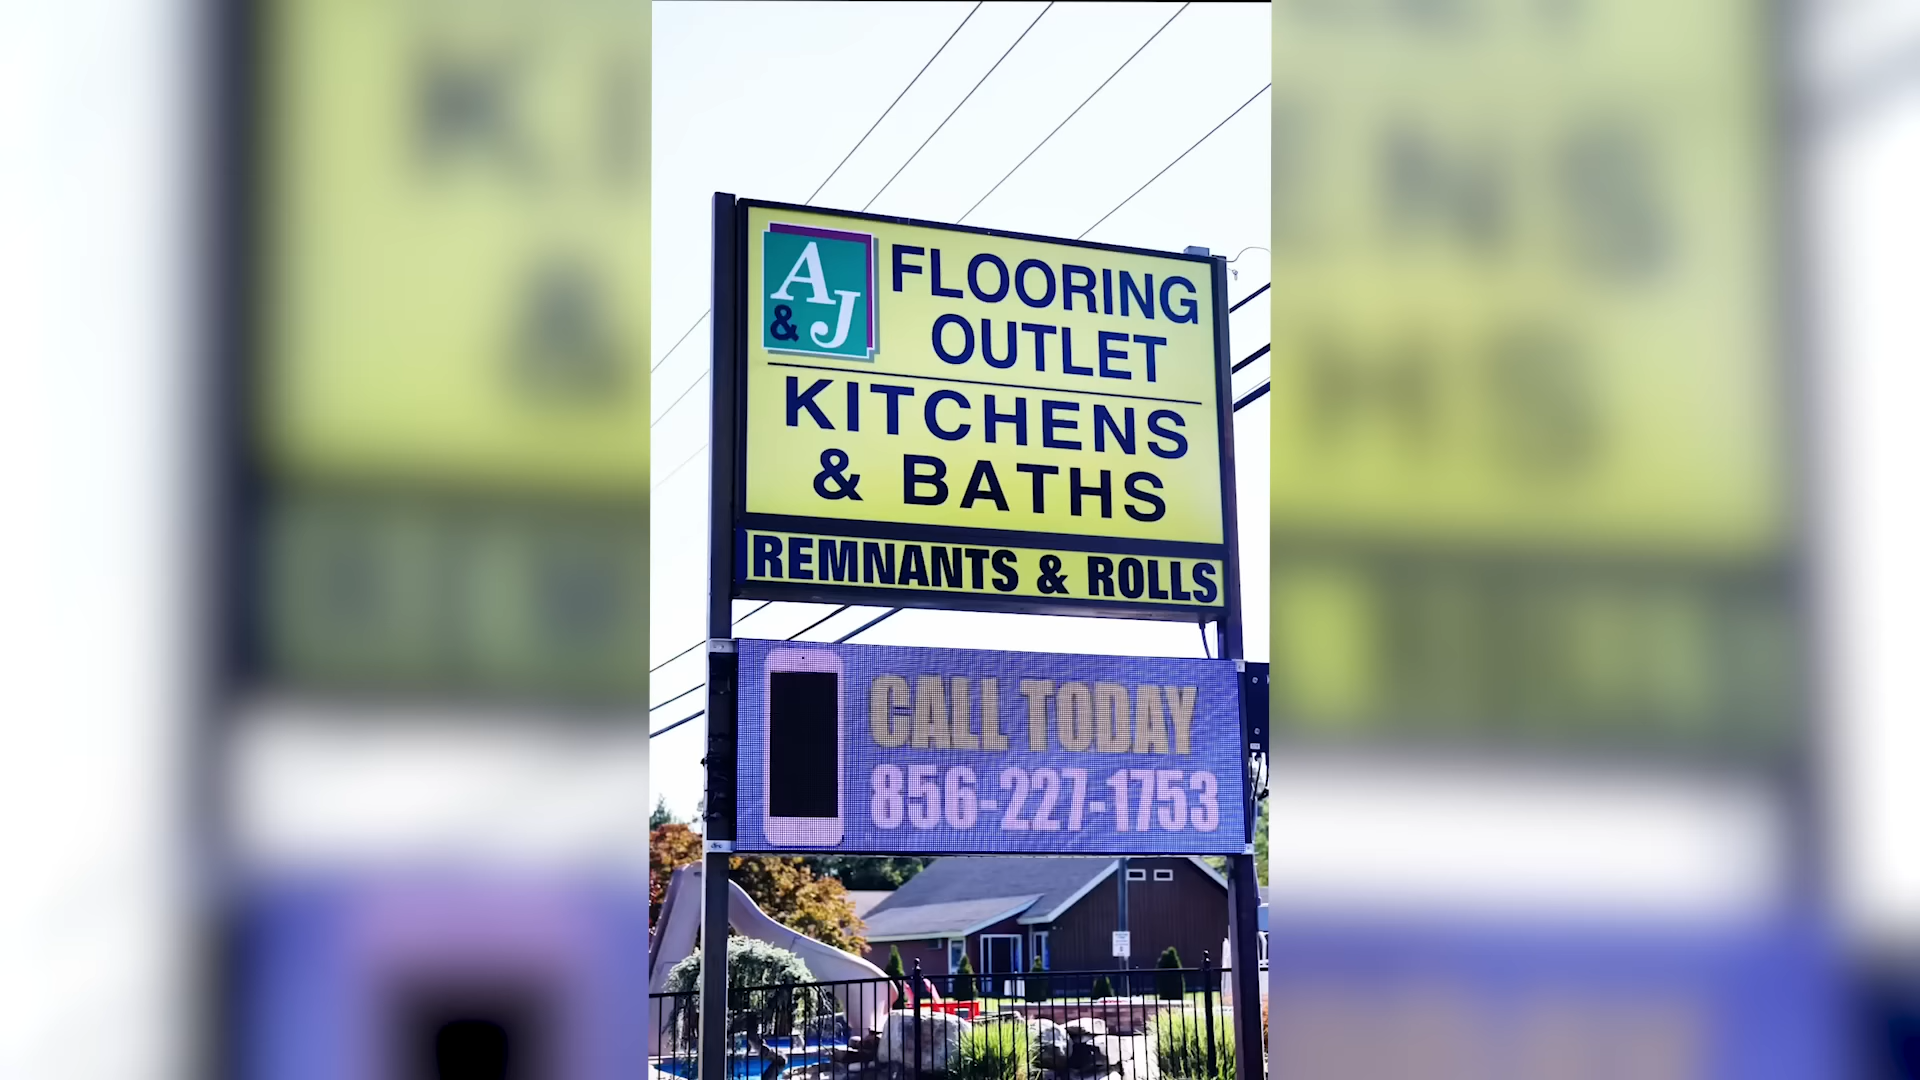 A
& J
FLOORING
OUTLET
KITCHENS
& BATHS
REMNANTS & ROLLS
CALL TODAY
856-227-1753